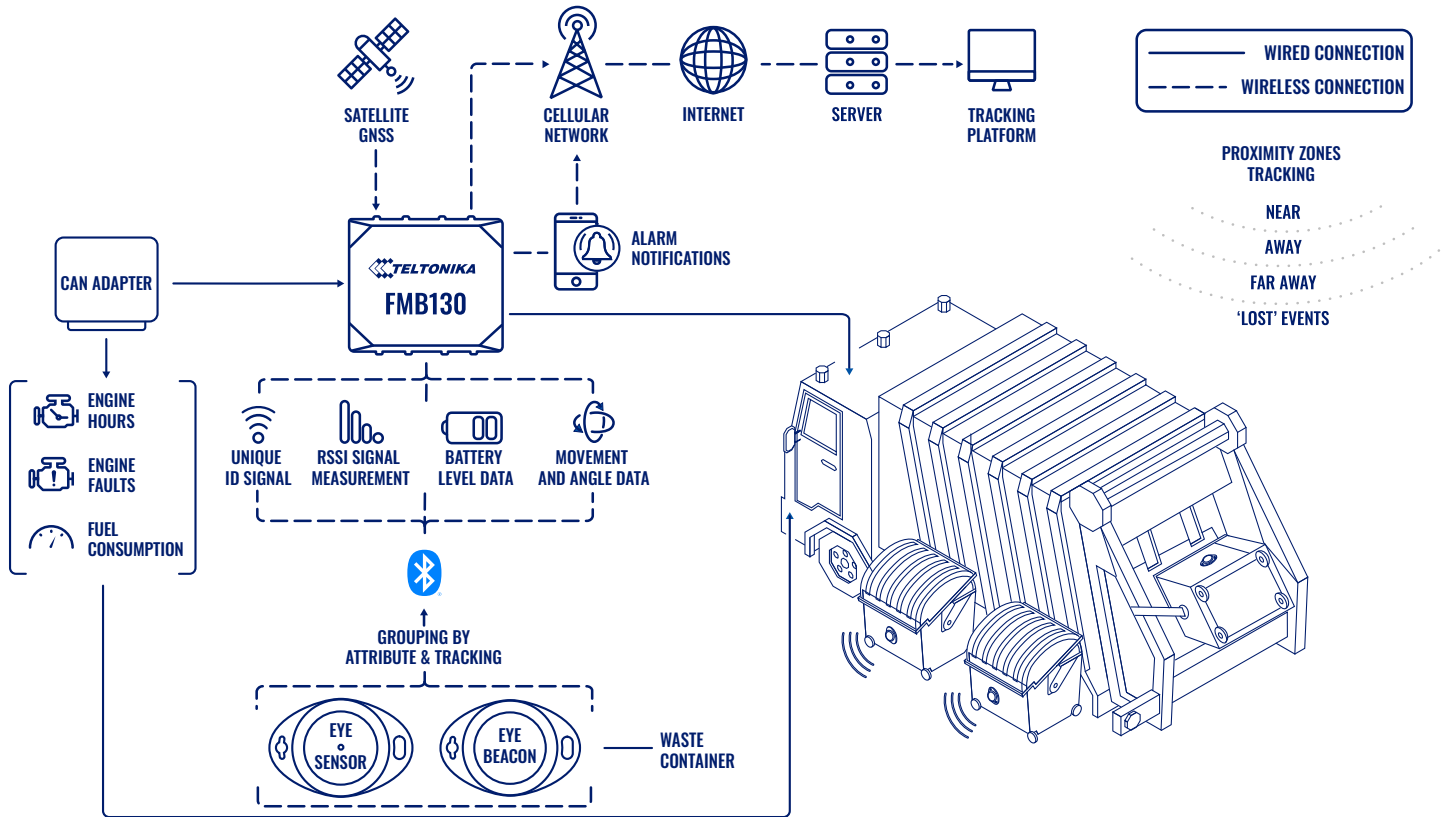 SATELLITE
GNSS
CELLULAR
NETWORK
INTERNET
SERVER
TRACKING
PLATFORM
WIRED CONNECTION
WIRELESS CONNECTION
PROXIMITY ZONES
TRACKING
NEAR
AWAY
FAR AWAY
‘LOST’ EVENTS
CAN ADAPTER
TELTONIKA
FMB130
ALARM
NOTIFICATIONS
ENGINE
HOURS
ENGINE
FAULTS
FUEL
CONSUMPTION
UNIQUE
ID SIGNAL
RSSI SIGNAL
MEASUREMENT
BATTERY
LEVEL DATA
MOVEMENT
AND ANGLE DATA
GROUPING BY
ATTRIBUTE & TRACKING
EYE
SENSOR
EYE
BEACON
WASTE
CONTAINER